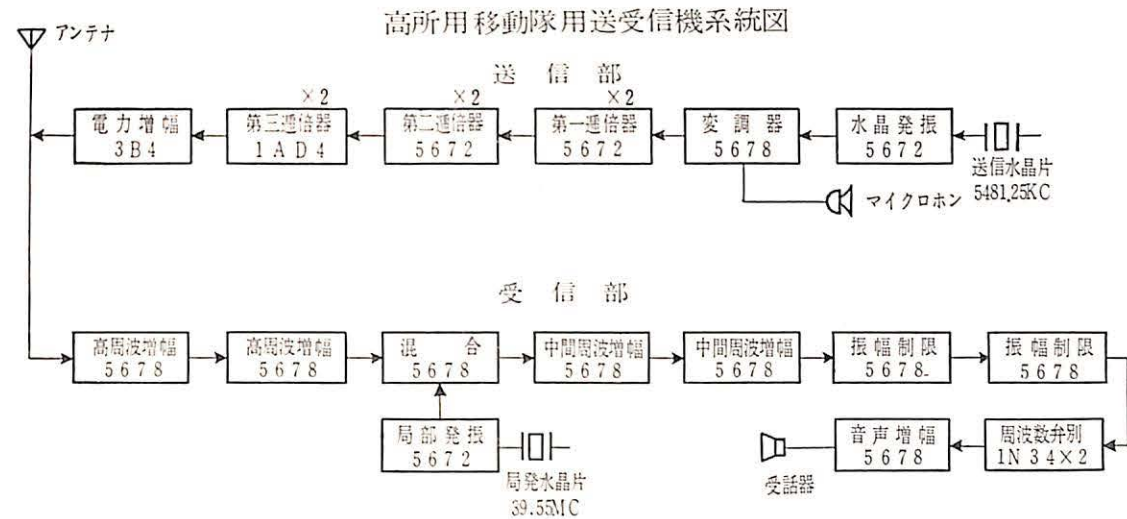 高所用移動隊用送受信機系統図
アンテナ
送信部
×2
×2
×2
電力増幅
3B4
第三逓倍器
1AD4
第二逓倍器
5672
第一逓倍器
5672
変調器
5678
水晶発振
5672
送信水晶片
5481.25KC
マイクロホン
受信部
高周波増幅
5678
高周波増幅
5678
混合
5678
中間周波増幅
5678
中間周波増幅
5678
振幅制限
5678
振幅制限
5678
局部発振
5672
局発水晶片
39.55MC
受話器
音声増幅
5678
周波数弁別
1N34×2